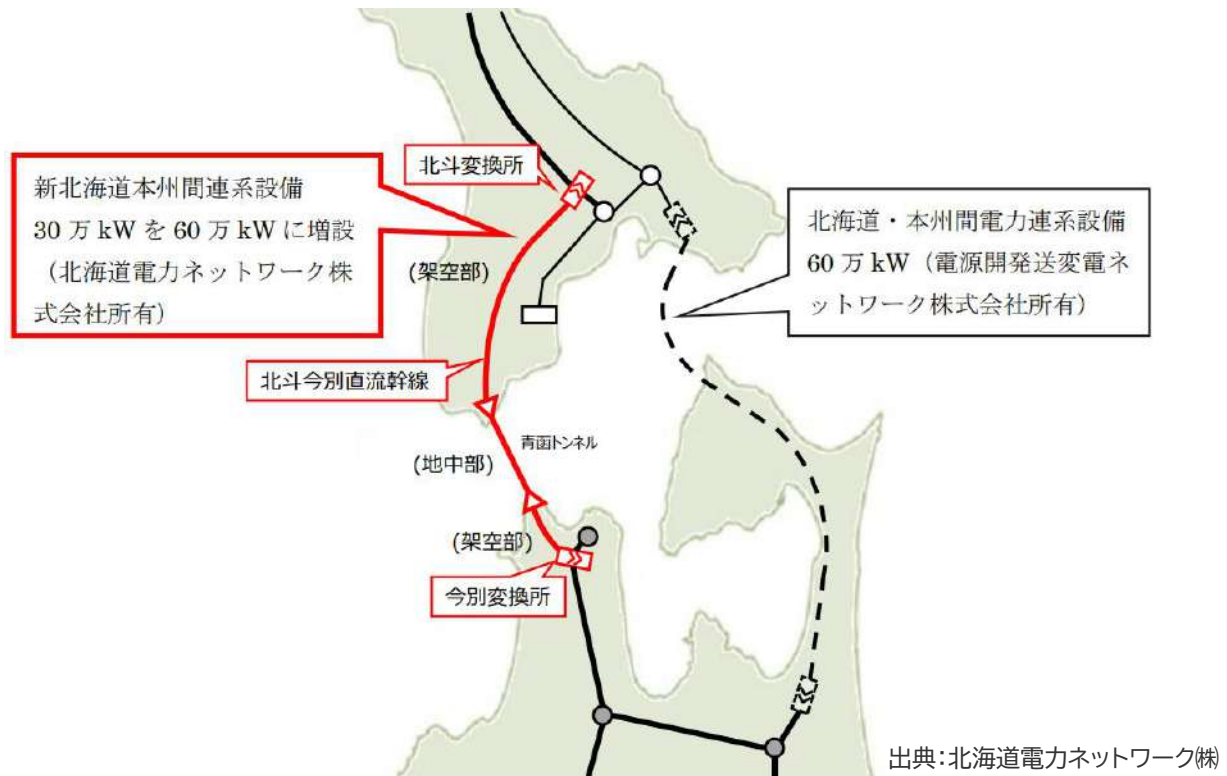 北斗変換所
新北海道本州間連系設備
30 万 kW を 60 万 kW に増設
（北海道電力ネットワーク株
式会社所有）
(架空部)
北海道・本州間電力連系設備
60 万 kW（電源開発送変電ネ
ットワーク株式会社所有）
北斗今別直流幹線
青函トンネル
(地中部)
(架空部)
今別変換所
出典：北海道電力ネットワーク㈱